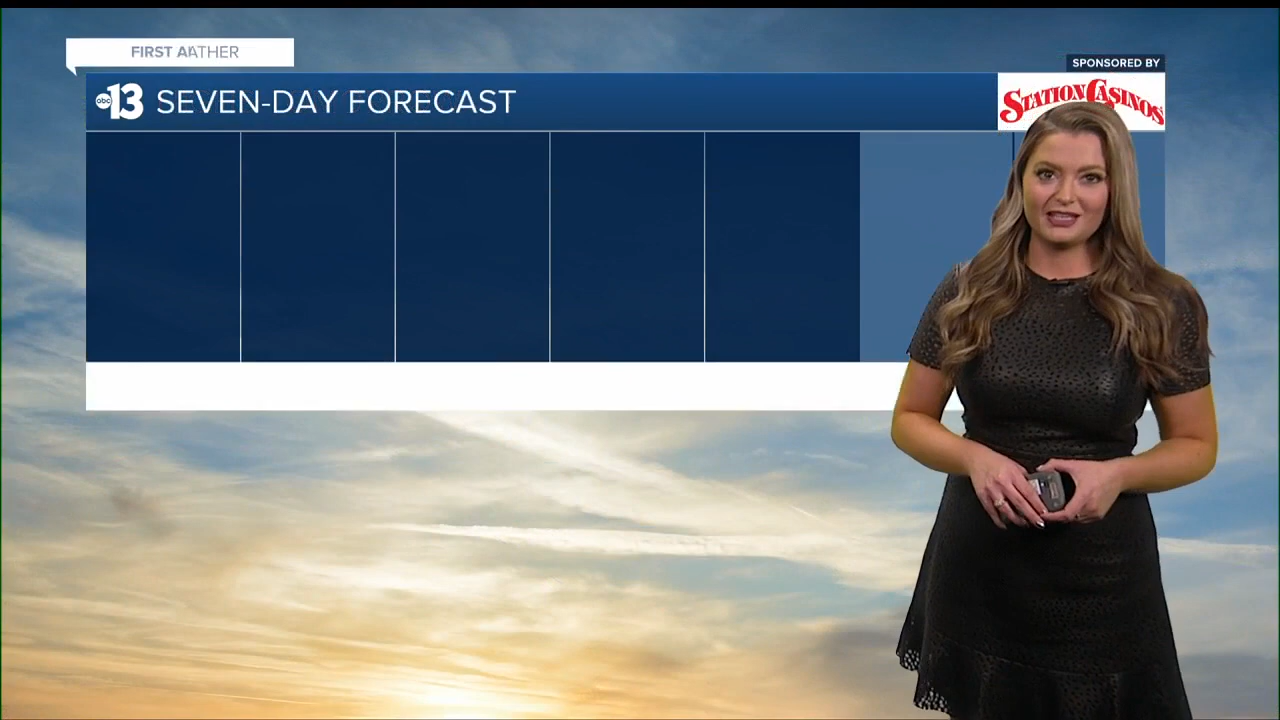 FIRST AATHER
SPONSORED BY
abc 13 SEVEN-DAY FORECAST
STATION CASINOS